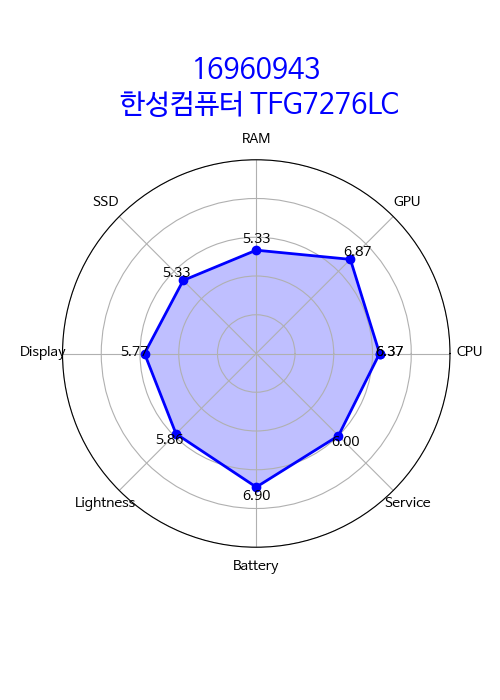 16960943
한성컴퓨터 TFG7276LC
RAM
SSD
GPU
5.33
6.87
5.33
Display
5.77
6.37
CPU
5.86
6.00
6.90
Lightness
Service
Battery